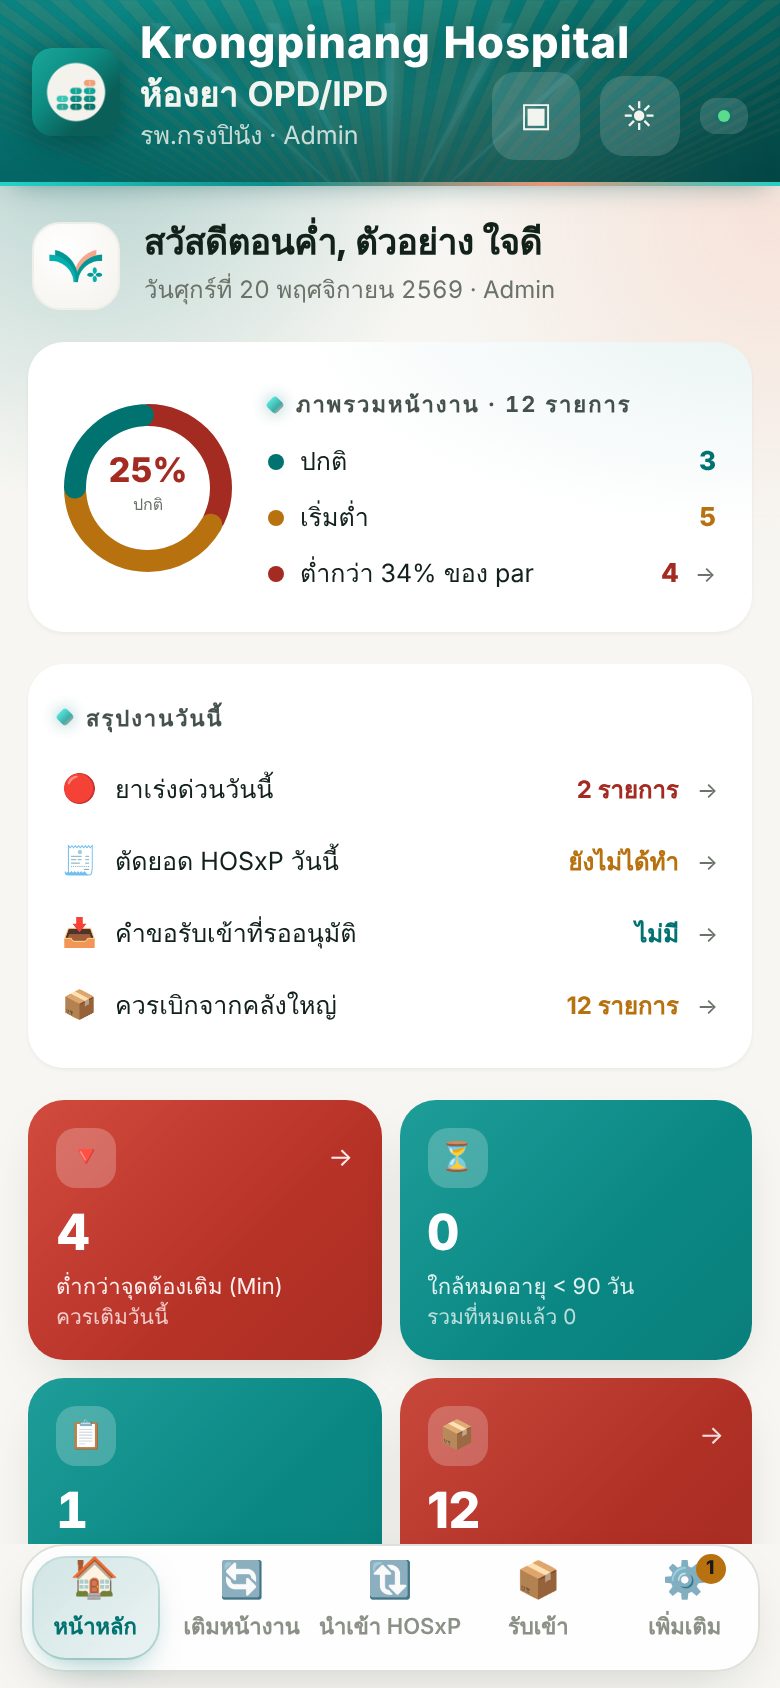 Krongpinang Hospital
ห้องยา OPD/IPD
รพ.กรงปินัง · Admin
สวัสดีตอนค่ำ, ตัวอย่าง ใจดี
วันศุกร์ที่ 20 พฤศจิกายน 2569 · Admin
25%
ปกติ
ภาพรวมหน้างาน · 12 รายการ
ปกติ 3
เริ่มต่ำ 5
ต่ำกว่า 34% ของ par 4 →
สรุปงานวันนี้
ยาเร่งด่วนวันนี้ 2 รายการ →
ตัดยอด HOSxP วันนี้ ยังไม่ได้ทำ →
คำขอรับเข้าที่รออนุมัติ ไม่มี →
ควรเบิกจากคลังใหญ่ 12 รายการ →
→
4
ต่ำกว่าจุดต้องเติม (Min)
ควรเติมวันนี้
0
ใกล้หมดอายุ < 90 วัน
รวมที่หมดแล้ว 0
1
→
12
หน้าหลัก
เติมหน้างาน
นำเข้า HOSxP
รับเข้า
1
เพิ่มเติม